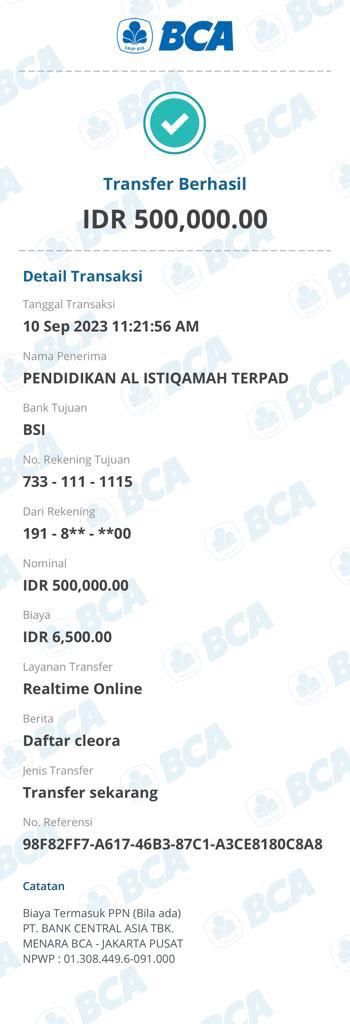 BCA
Transfer Berhasil
IDR 500,000.00
Detail Transaksi
Tanggal Transaksi
10 Sep 2023 11:21:56 AM
Nama Penerima
PENDIDIKAN AL ISTIQAMAH TERPAD
Bank Tujuan
BSI
No. Rekening Tujuan
733 - 111 - 1115
Dari Rekening
191 - 8** - **00
Nominal
IDR 500,000.00
Biaya
IDR 6,500.00
Layanan Transfer
Realtime Online
Berita
Daftar cleora
Jenis Transfer
Transfer sekarang
No. Referensi
98F82FF7-A617-46B3-87C1-A3CE8180C8A8
Catatan
Biaya Termasuk PPN (Bila ada)
PT. BANK CENTRAL ASIA TBK.
MENARA BCA - JAKARTA PUSAT
NPWP : 01.308.449.6-091.000